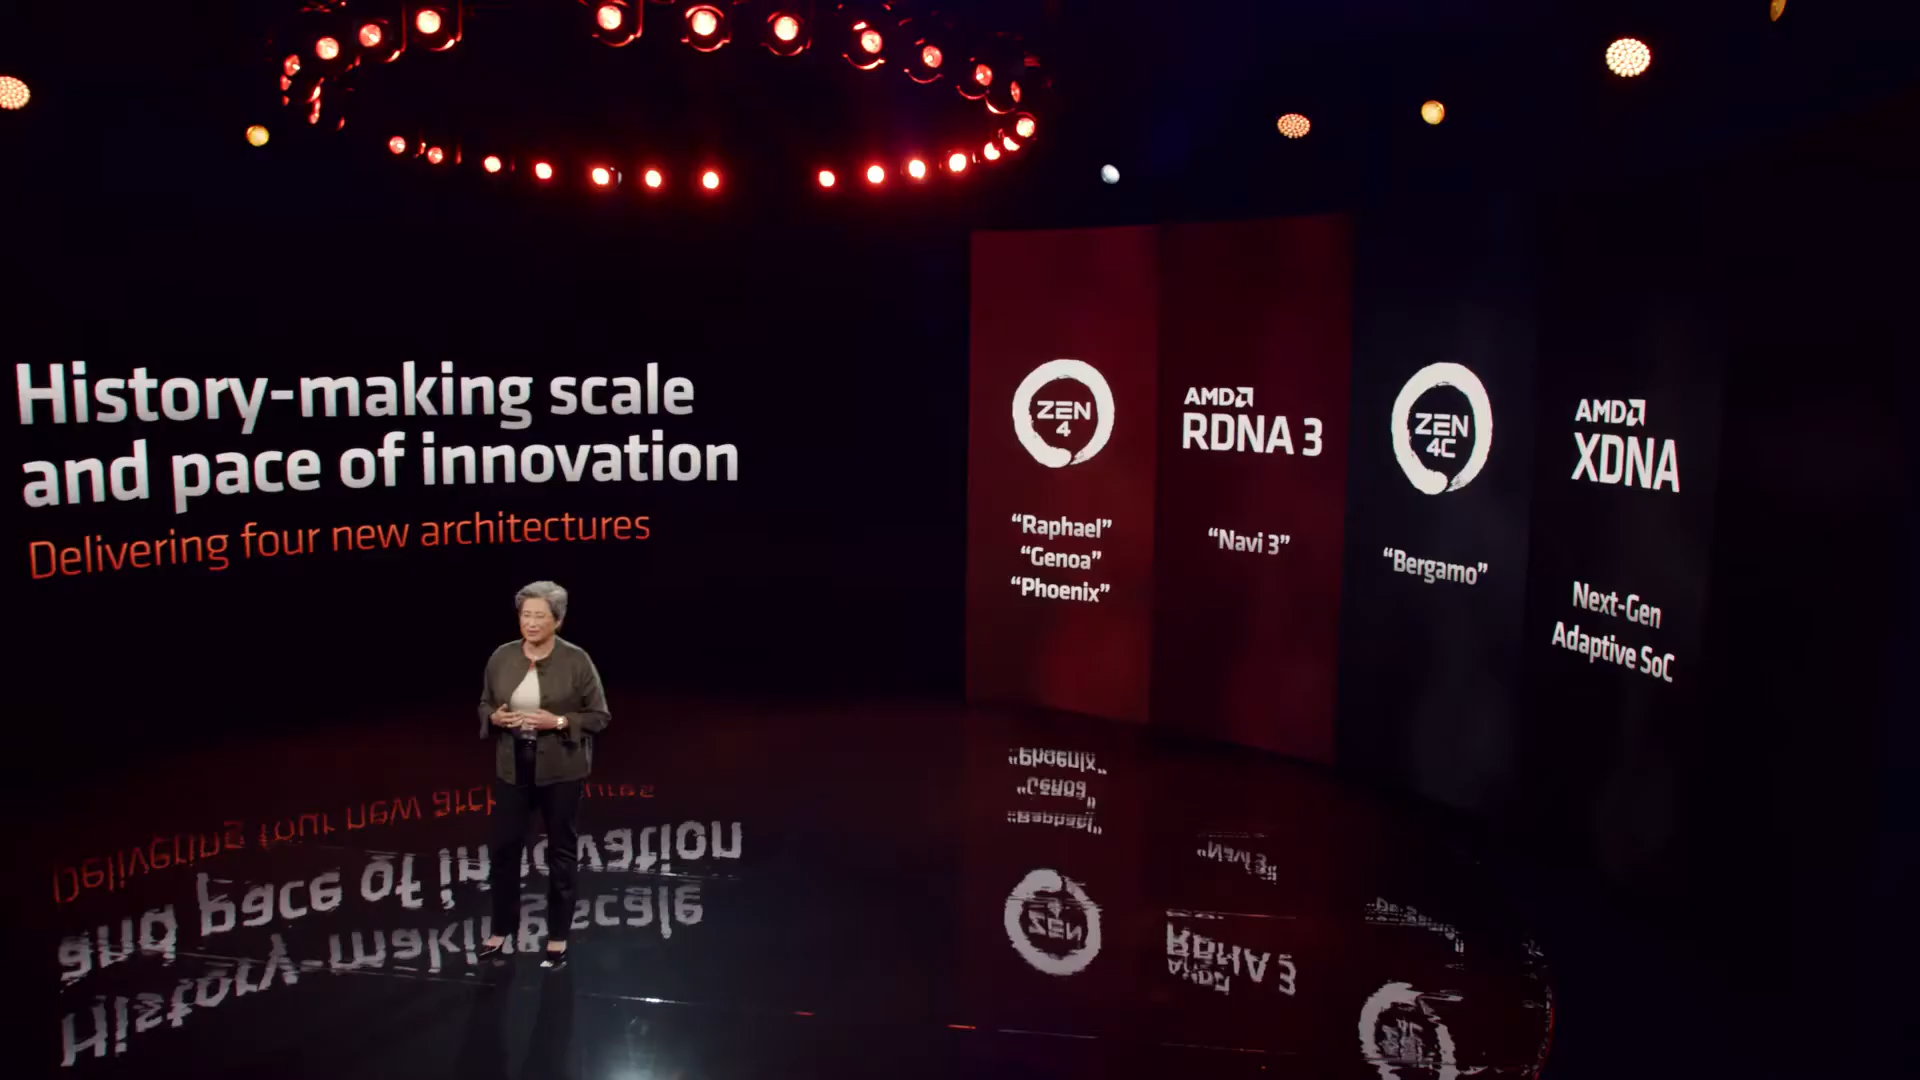 History-making scale
and pace of innovation
Delivering four new architectures
ZEN
4
"Raphael"
"Genoa"
"Phoenix"
AMD
RDNA 3
"Navi 3"
ZEN
4C
"Bergamo"
AMD
XDNA
Next-Gen
Adaptive SoC